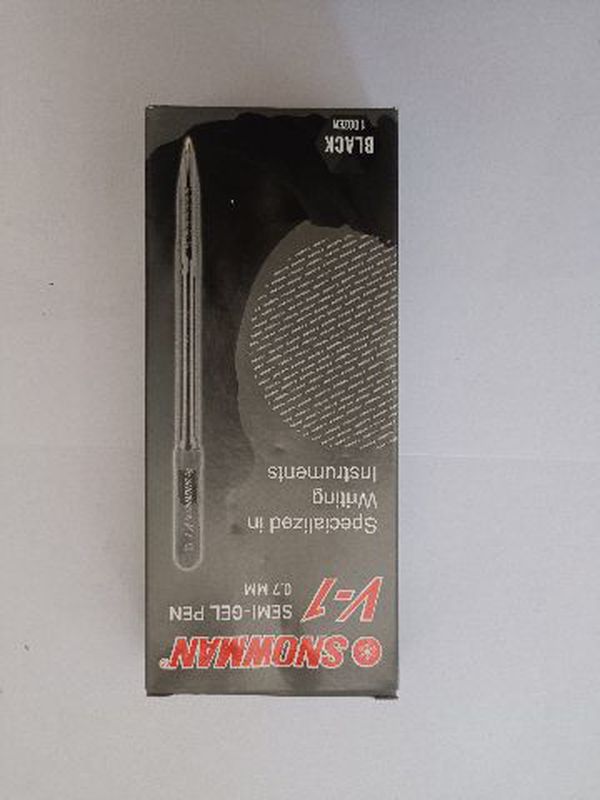 SNOWMAN
V-1 SEMI-GEL PEN
0.7 MM
Specialized in
Writing
Instruments
BLACK
1 DOZEN